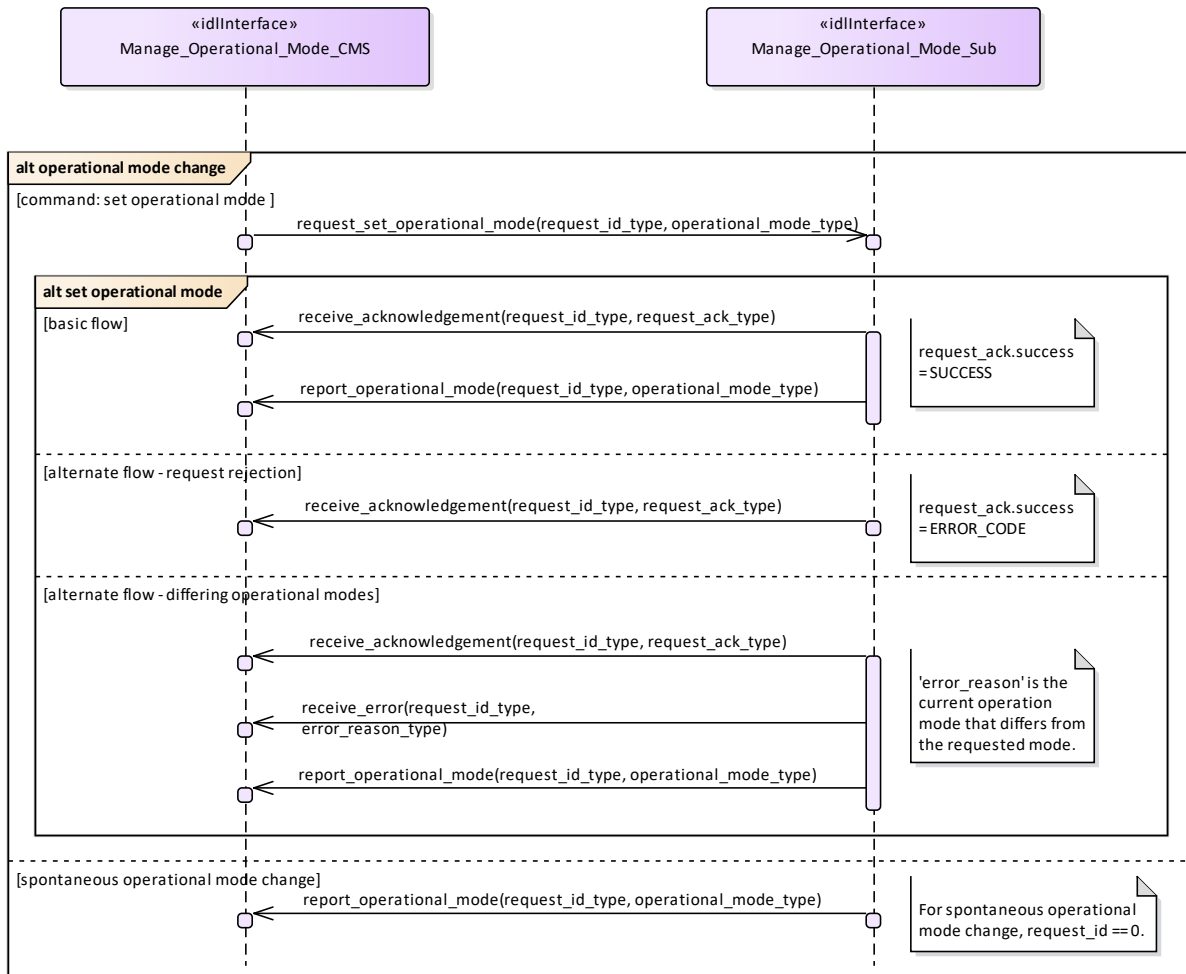 «idlInterface»
Manage_Operational_Mode_CMS
«idlInterface»
Manage_Operational_Mode_Sub
alt operational mode change
[command: set operational mode ]
request_set_operational_mode(request_id_type, operational_mode_type)
alt set operational mode
[basic flow]
receive_acknowledgement(request_id_type, request_ack_type)
request_ack.success
=SUCCESS
report_operational_mode(request_id_type, operational_mode_type)
[alternate flow - request rejection]
receive_acknowledgement(request_id_type, request_ack_type)
request_ack.success
=ERROR_CODE
[alternate flow - differing operational modes]
receive_acknowledgement(request_id_type, request_ack_type)
'error_reason' is the
current operation
mode that differs from
the requested mode.
receive_error(request_id_type,
error_reason_type)
report_operational_mode(request_id_type, operational_mode_type)
[spontaneous operational mode change]
report_operational_mode(request_id_type, operational_mode_type)
For spontaneous operational
mode change, request_id ==0.